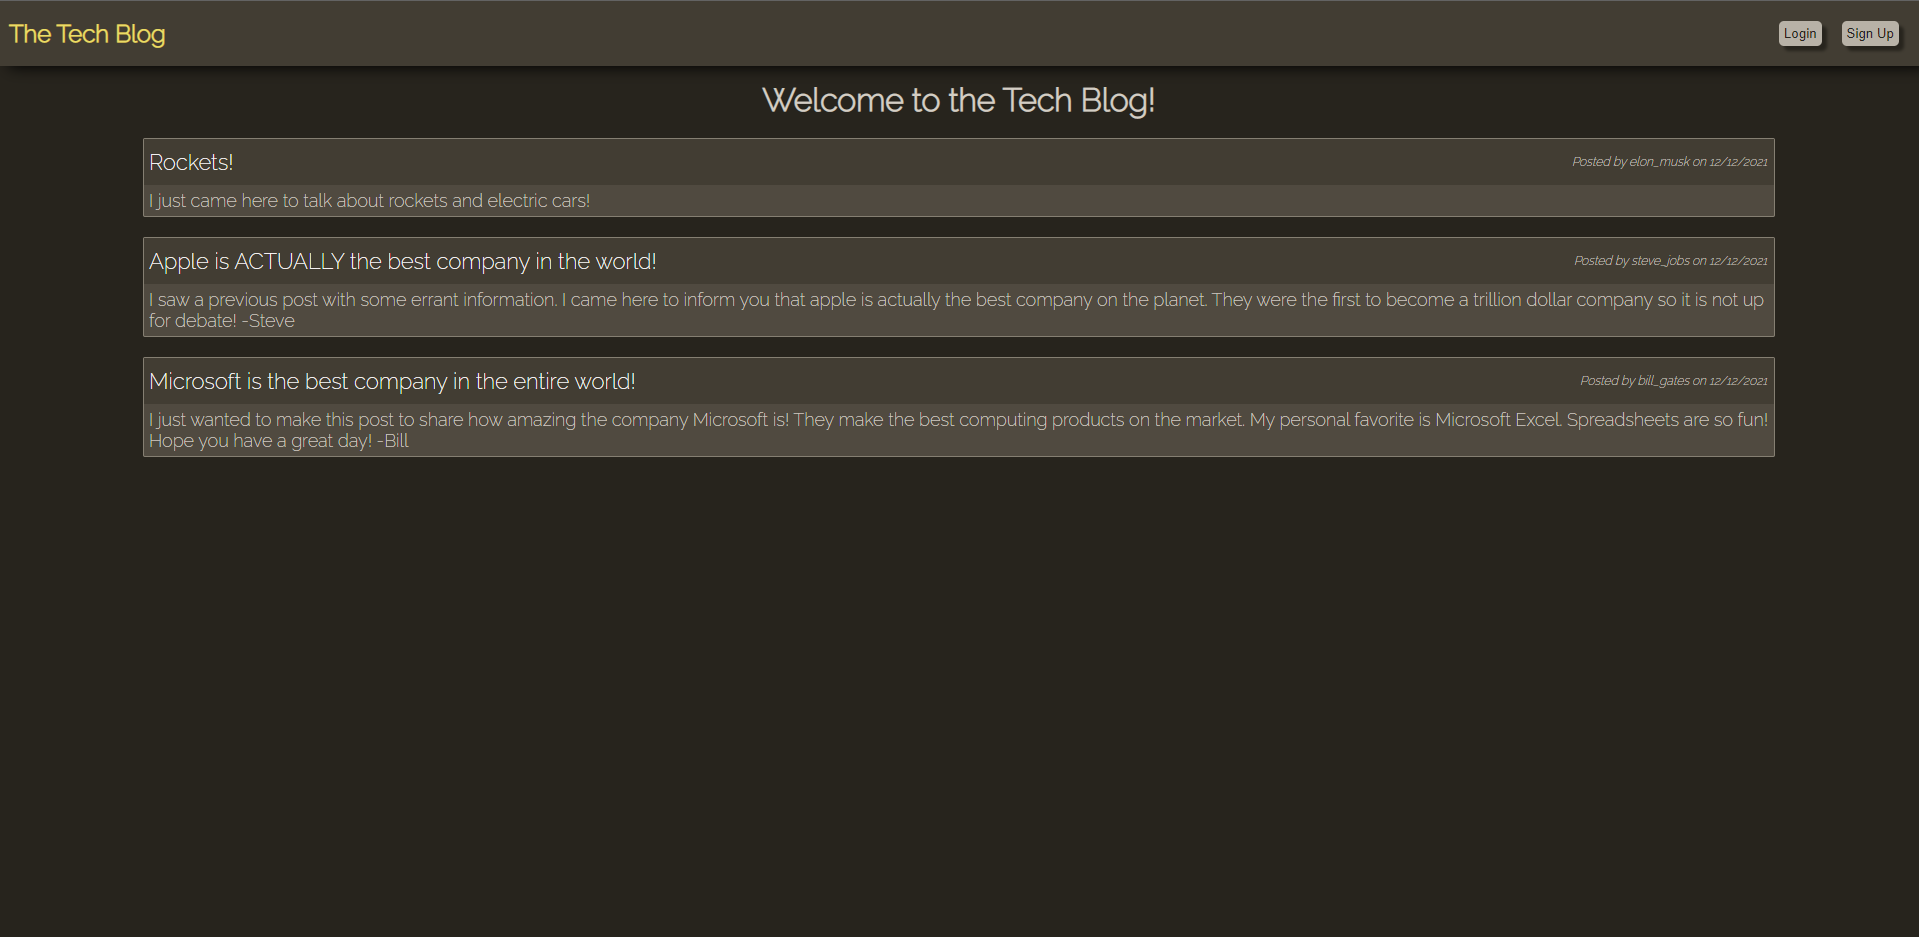 The Tech Blog
Login
Sign Up
Welcome to the Tech Blog!
Rockets!
Posted by elon_musk on 12/12/2021
I just came here to talk about rockets and electric cars!
Apple is ACTUALLY the best company in the world!
Posted by steve_jobs on 12/12/2021
I saw a previous post with some errant information. I came here to inform you that apple is actually the best company on the planet. They were the first to become a trillion dollar company so it is not up
for debate! -Steve
Microsoft is the best company in the entire world!
Posted by bill_gates on 12/12/2021
I just wanted to make this post to share how amazing the company Microsoft is! They make the best computing products on the market. My personal favorite is Microsoft Excel. Spreadsheets are so fun!
Hope you have a great day! -Bill